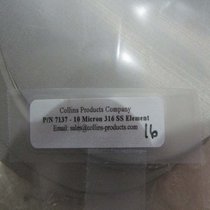 Collins Products Company
P/N 7137 - 10 Micron 316 SS Element
Email: sales@collins-products.com
16